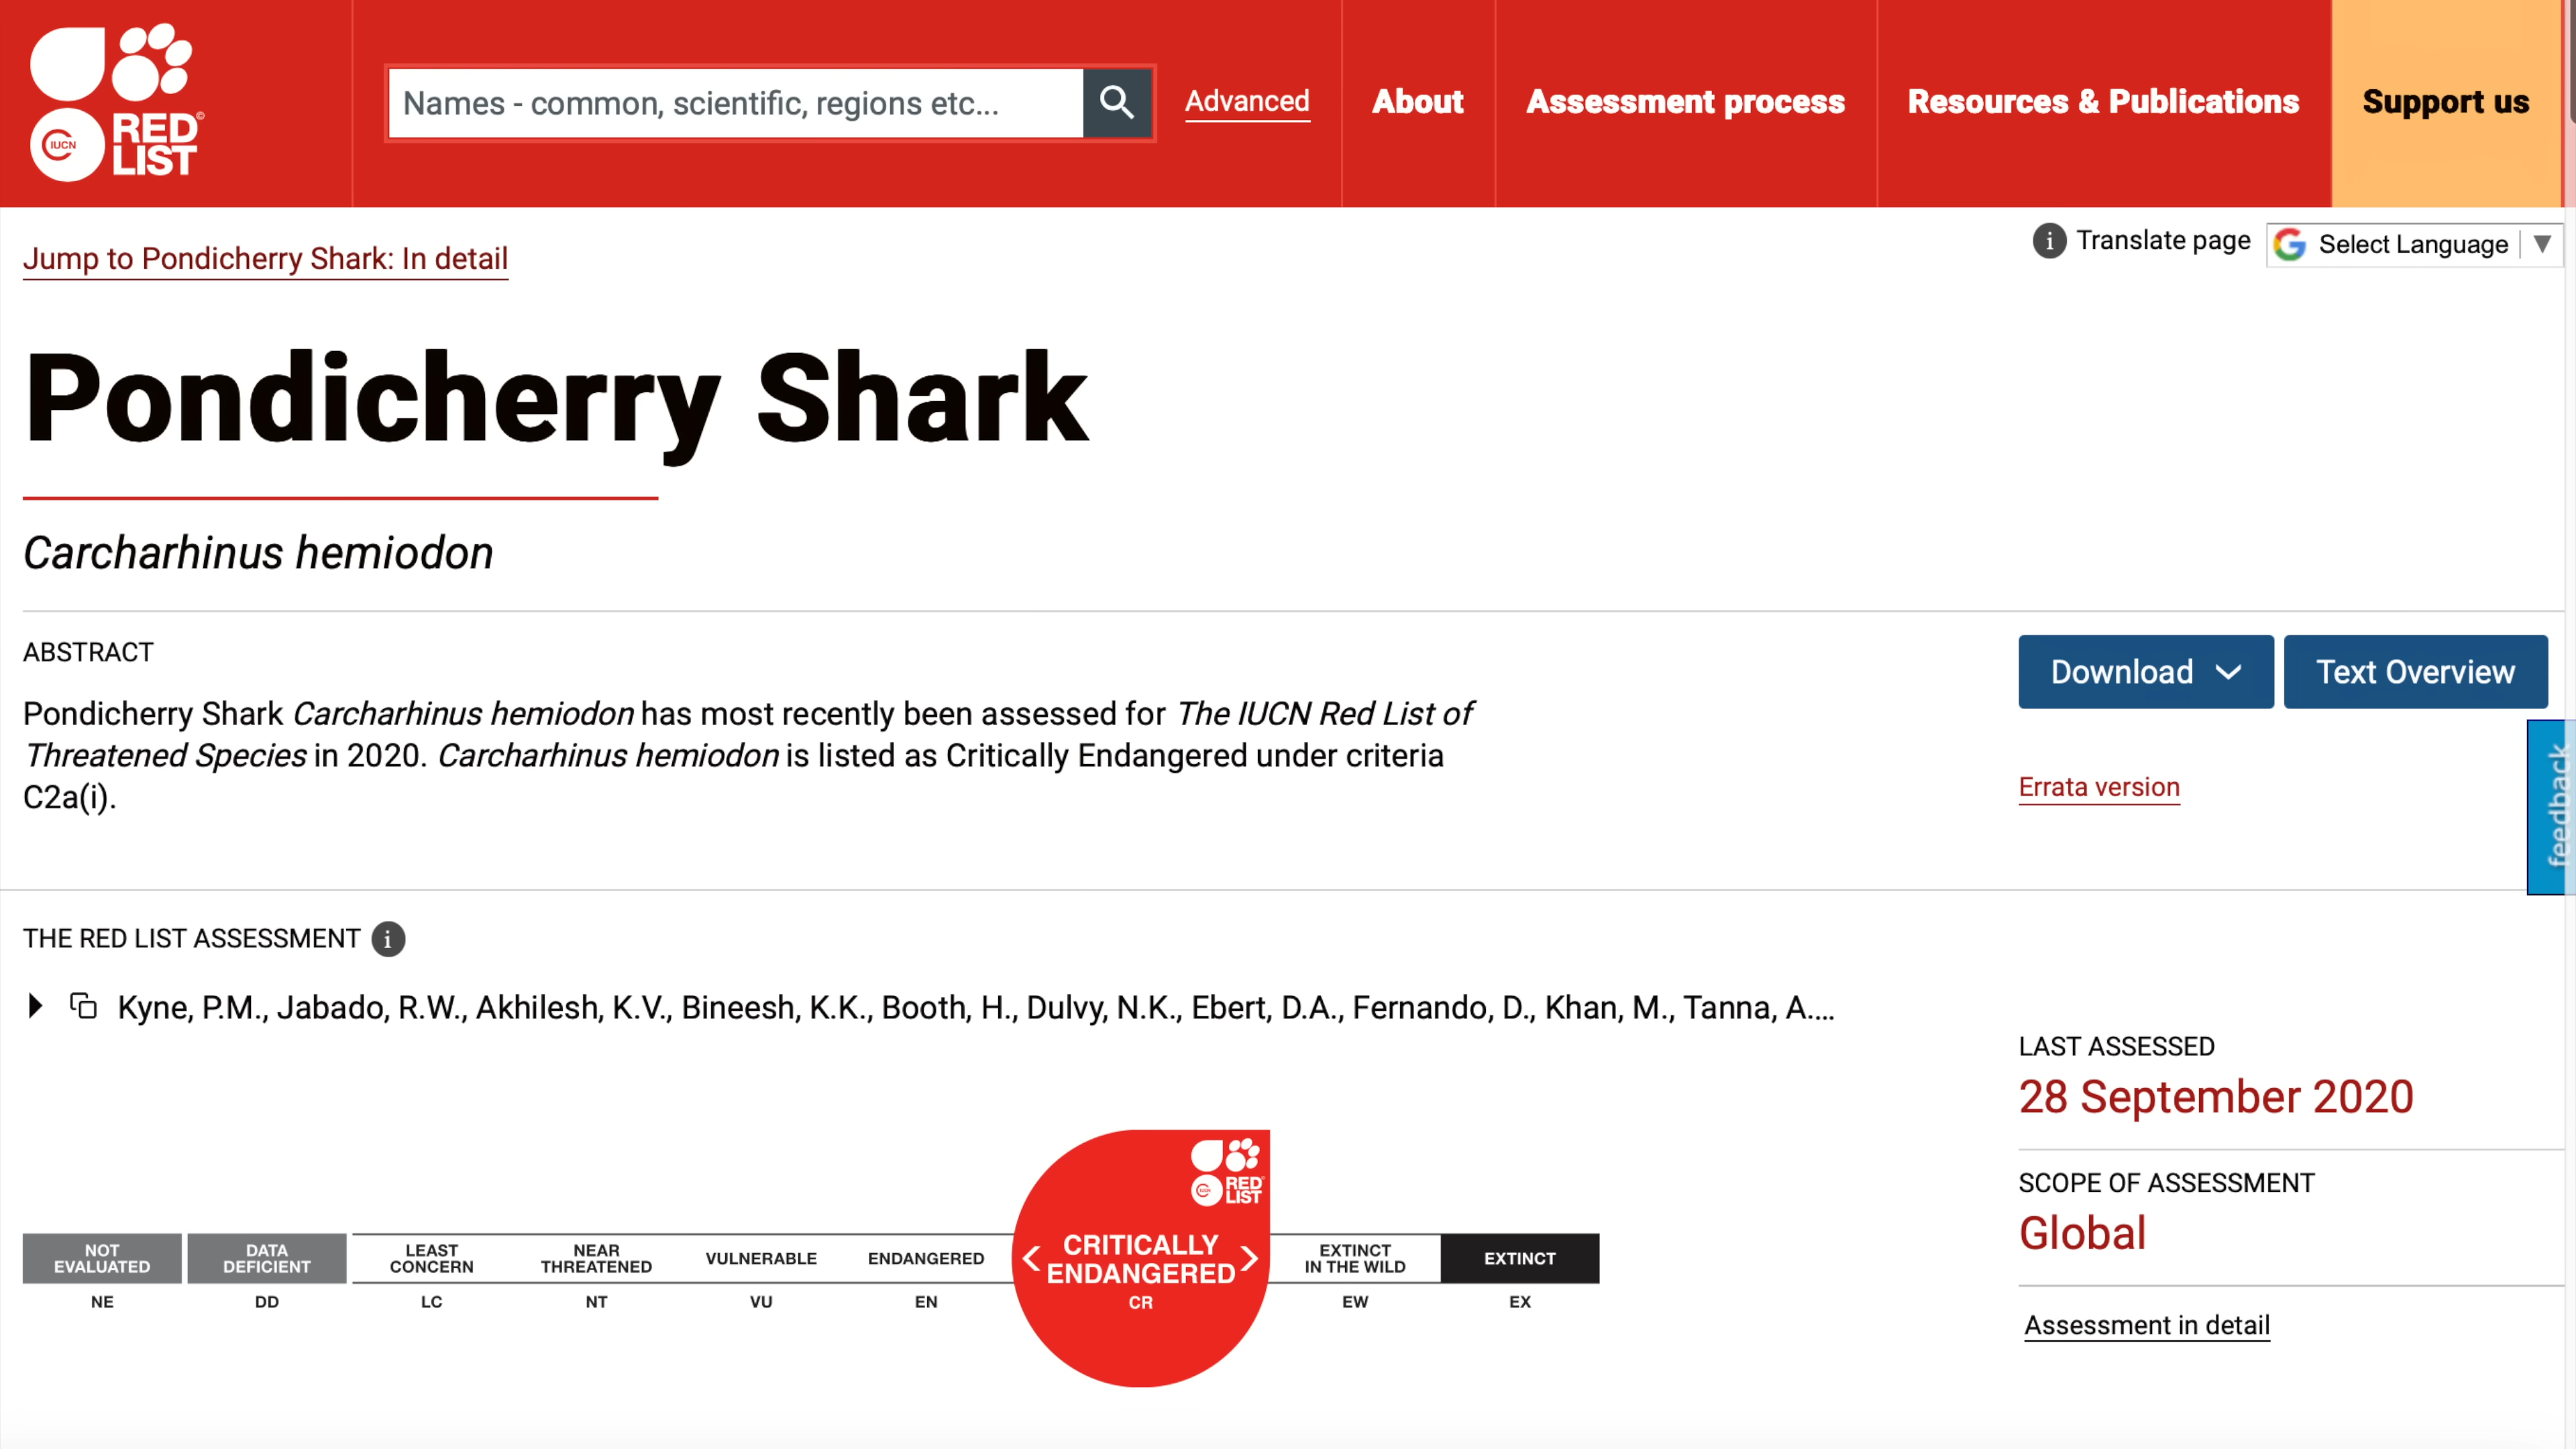 IUCN
RED
LIST
Names - common, scientific, regions etc...
Advanced
About
Assessment process
Resources & Publications
Support us
Jump to Pondicherry Shark: In detail
i
Translate page
G Select Language ▼
Pondicherry Shark
Carcharhinus hemiodon
ABSTRACT
Pondicherry Shark Carcharhinus hemiodon has most recently been assessed for The IUCN Red List of
Threatened Species in 2020. Carcharhinus hemiodon is listed as Critically Endangered under criteria
C2a(i).
Download
Text Overview
Errata version
feedback
THE RED LIST ASSESSMENT i
Kyne, P.M., Jabado, R.W., Akhilesh, K.V., Bineesh, K.K., Booth, H., Dulvy, N.K., Ebert, D.A., Fernando, D., Khan, M., Tanna, A....
LAST ASSESSED
28 September 2020
SCOPE OF ASSESSMENT
Global
Assessment in detail
NOT
EVALUATED
NE
DATA
DEFICIENT
DD
LEAST
CONCERN
LC
NEAR
THREATENED
NT
VULNERABLE
VU
ENDANGERED
EN
RED
LIST
CRITICALLY
ENDANGERED
CR
EXTINCT
IN THE WILD
EW
EXTINCT
EX